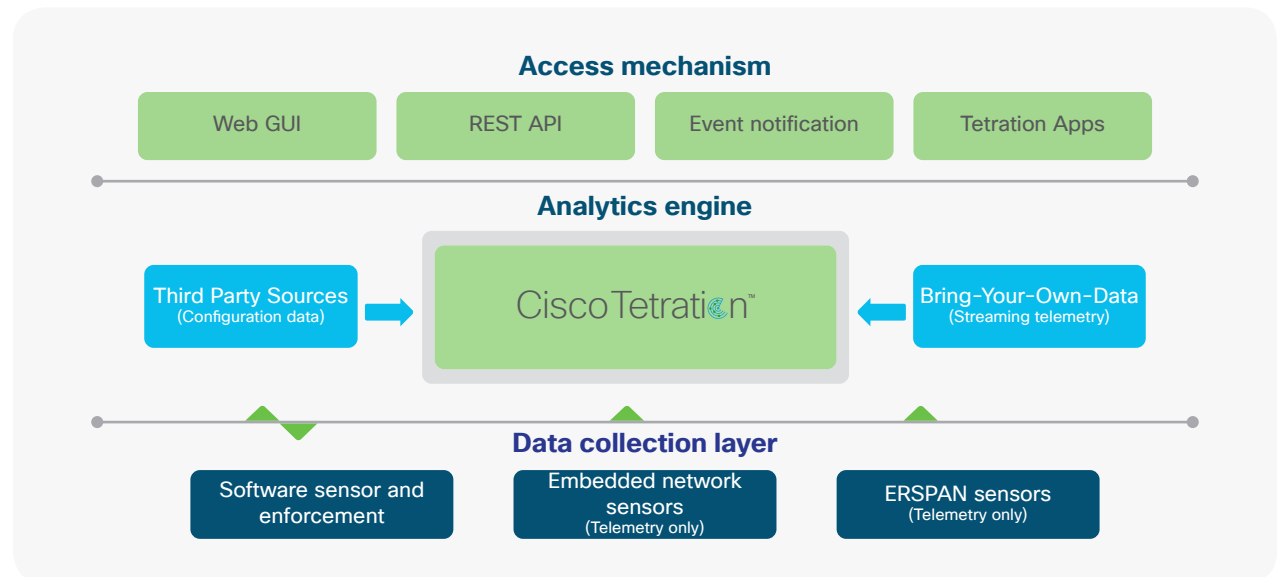 Access mechanism
Web GUI
REST API
Event notification
Tetration Apps
Analytics engine
Third Party Sources
(Configuration data)
Cisco Tetration™
Bring-Your-Own-Data
(Streaming telemetry)
Data collection layer
Software sensor and
enforcement
Embedded network
sensors
(Telemetry only)
ERSPAN sensors
(Telemetry only)